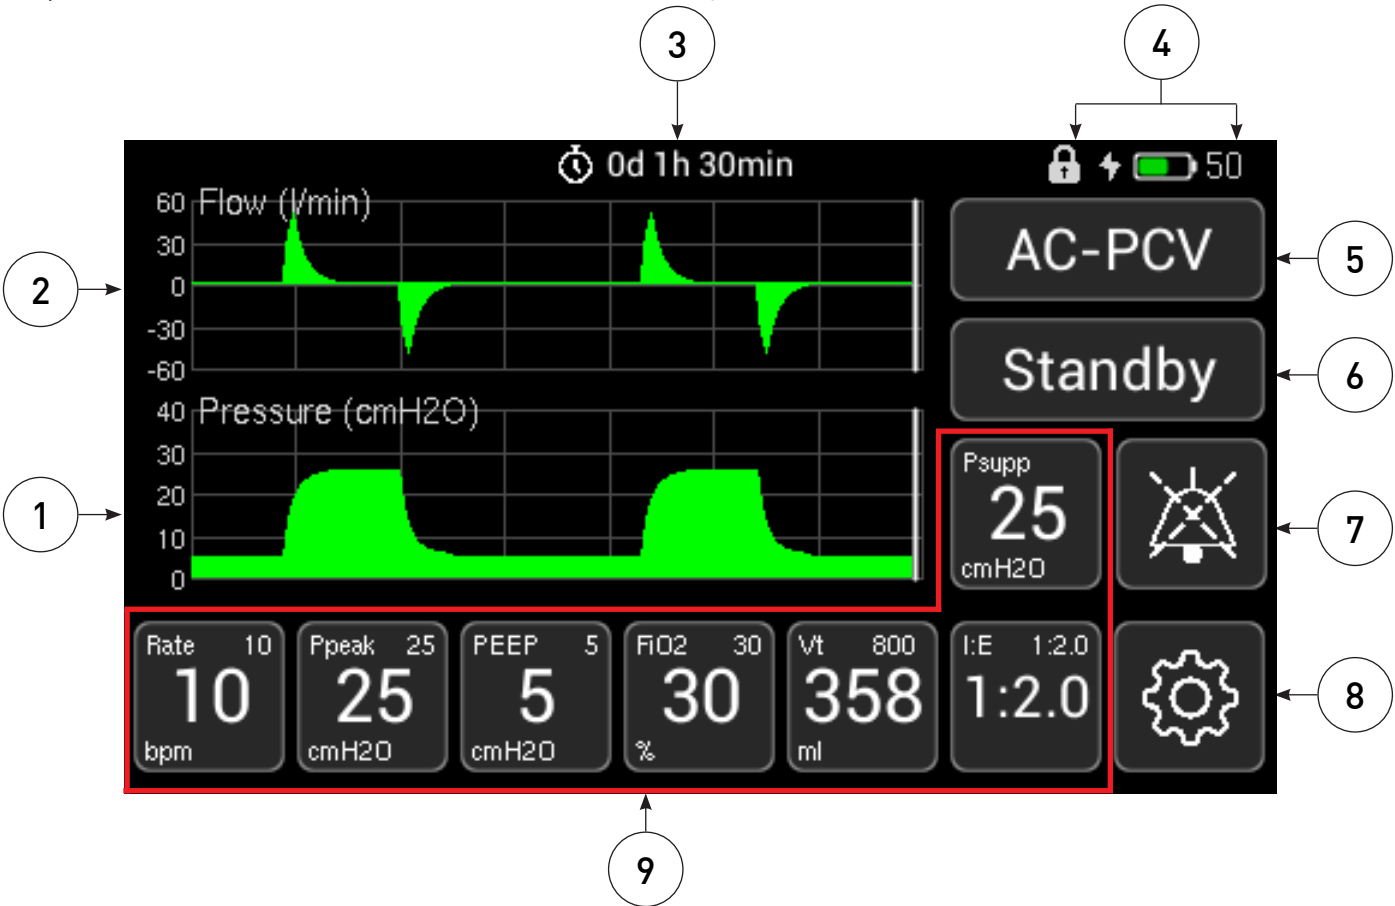 3
4
0d 1h 30min
50
Flow (l/min)
60
30
0
-30
-60
2
AC-PCV
5
Standby
6
Pressure (cmH2O)
40
30
20
10
0
1
Psupp
25
cmH2O
7
Rate 10
10
bpm
Ppeak 25
25
cmH2O
PEEP 5
5
cmH2O
FiO2 30
30
%
Vt 800
358
ml
I:E 1:2.0
1:2.0
8
9